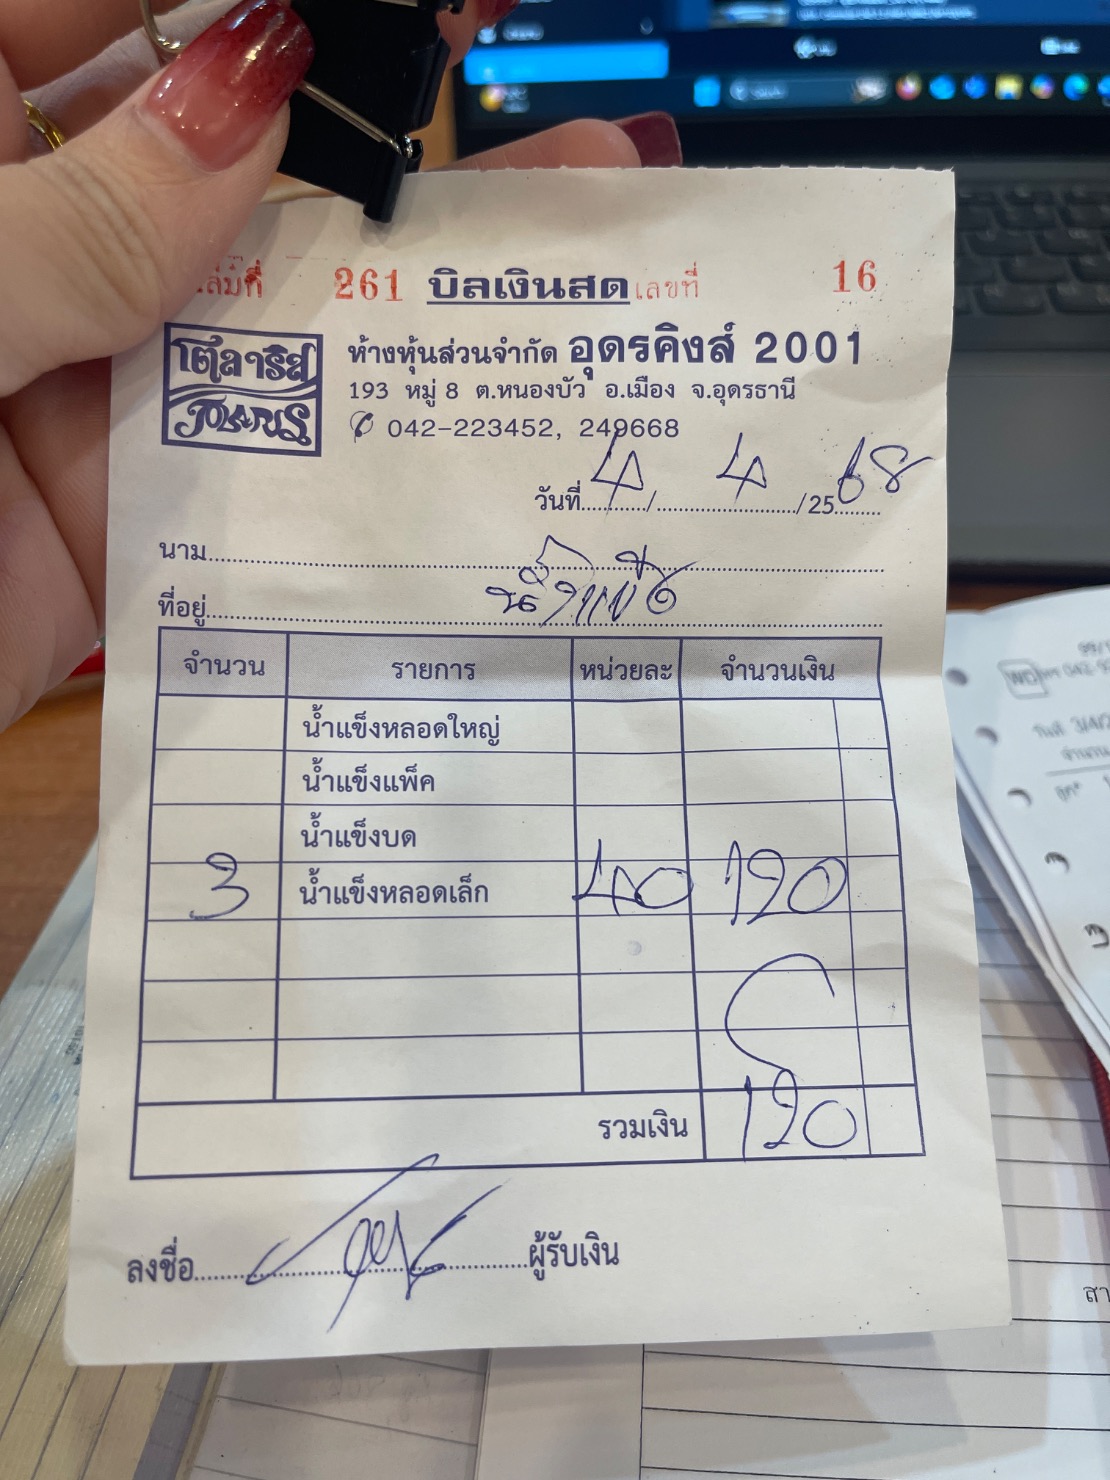 เล่มที่ 261 บิลเงินสด เลขที่ 16
โตลาริส
POLARIS
ห้างหุ้นส่วนจำกัด อุดรคิงส์ 2001
193 หมู่ 8 ต.หนองบัว อ.เมือง จ.อุดรธานี
042-223452, 249668
วันที่ 4 / 4 / 25 68
นาม
ที่อยู่
จำนวน รายการ หน่วยละ จำนวนเงิน
น้ำแข็งหลอดใหญ่
น้ำแข็งแพ็ค
น้ำแข็งบด
3 น้ำแข็งหลอดเล็ก 40 120
รวมเงิน 120
ลงชื่อ ผู้รับเงิน